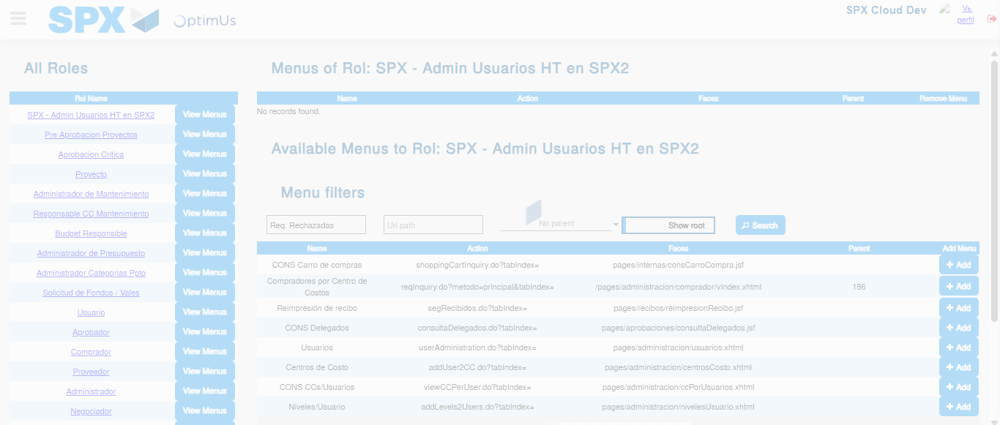 SPX OptimUs
SPX Cloud Dev
Ve
perfil
All Roles
Rol Name
SPX - Admin Usuarios HT en SPX2 View Menus
Pre Aprobacion Proyectos View Menus
Aprobacion Critica View Menus
Proyecto View Menus
Administrador de Mantenimiento View Menus
Responsable CC Mantenimiento View Menus
Budget Responsible View Menus
Administrador de Presupuesto View Menus
Administrador Categorias Ppto View Menus
Solicitud de Fondos / Vales View Menus
Usuario View Menus
Aprobador View Menus
Comprador View Menus
Proveedor View Menus
Administrador View Menus
Negociador View Menus
Menus of Rol: SPX - Admin Usuarios HT en SPX2
Name Action Faces Parent Remove Menu
No records found.
Available Menus to Rol: SPX - Admin Usuarios HT en SPX2
Menu filters
Req. Rechazadas Url path No parent Show root Search
Name Action Faces Parent Add Menu
CONS Carro de compras shoppingCartInquiry.do?tabIndex= pages/internas/consCarroCompra.jsf Add
Compradores por Centro de
Costos reqInquiry.do?metodo=principal&tabIndex= /pages/administracion/comprador/vIndex.xhtml 186 Add
Reimpresión de recibo segRecibidos.do?tabIndex= pages/recibos/reimpresionRecibo.jsf Add
CONS Delegados consultaDelegados.do?tabIndex= pages/aprobaciones/consultaDelegados.jsf Add
Usuarios userAdministration.do?tabIndex= pages/administracion/usuarios.xhtml Add
Centros de Costo addUser2CC.do?tabIndex= pages/administracion/centrosCosto.xhtml Add
CONS CCs/Usuarios viewCCPerUser.do?tabIndex= pages/administracion/ccPorUsuarios.xhtml Add
Niveles/Usuario addLevels2Users.do?tabIndex= pages/administracion/nivelesUsuario.xhtml Add